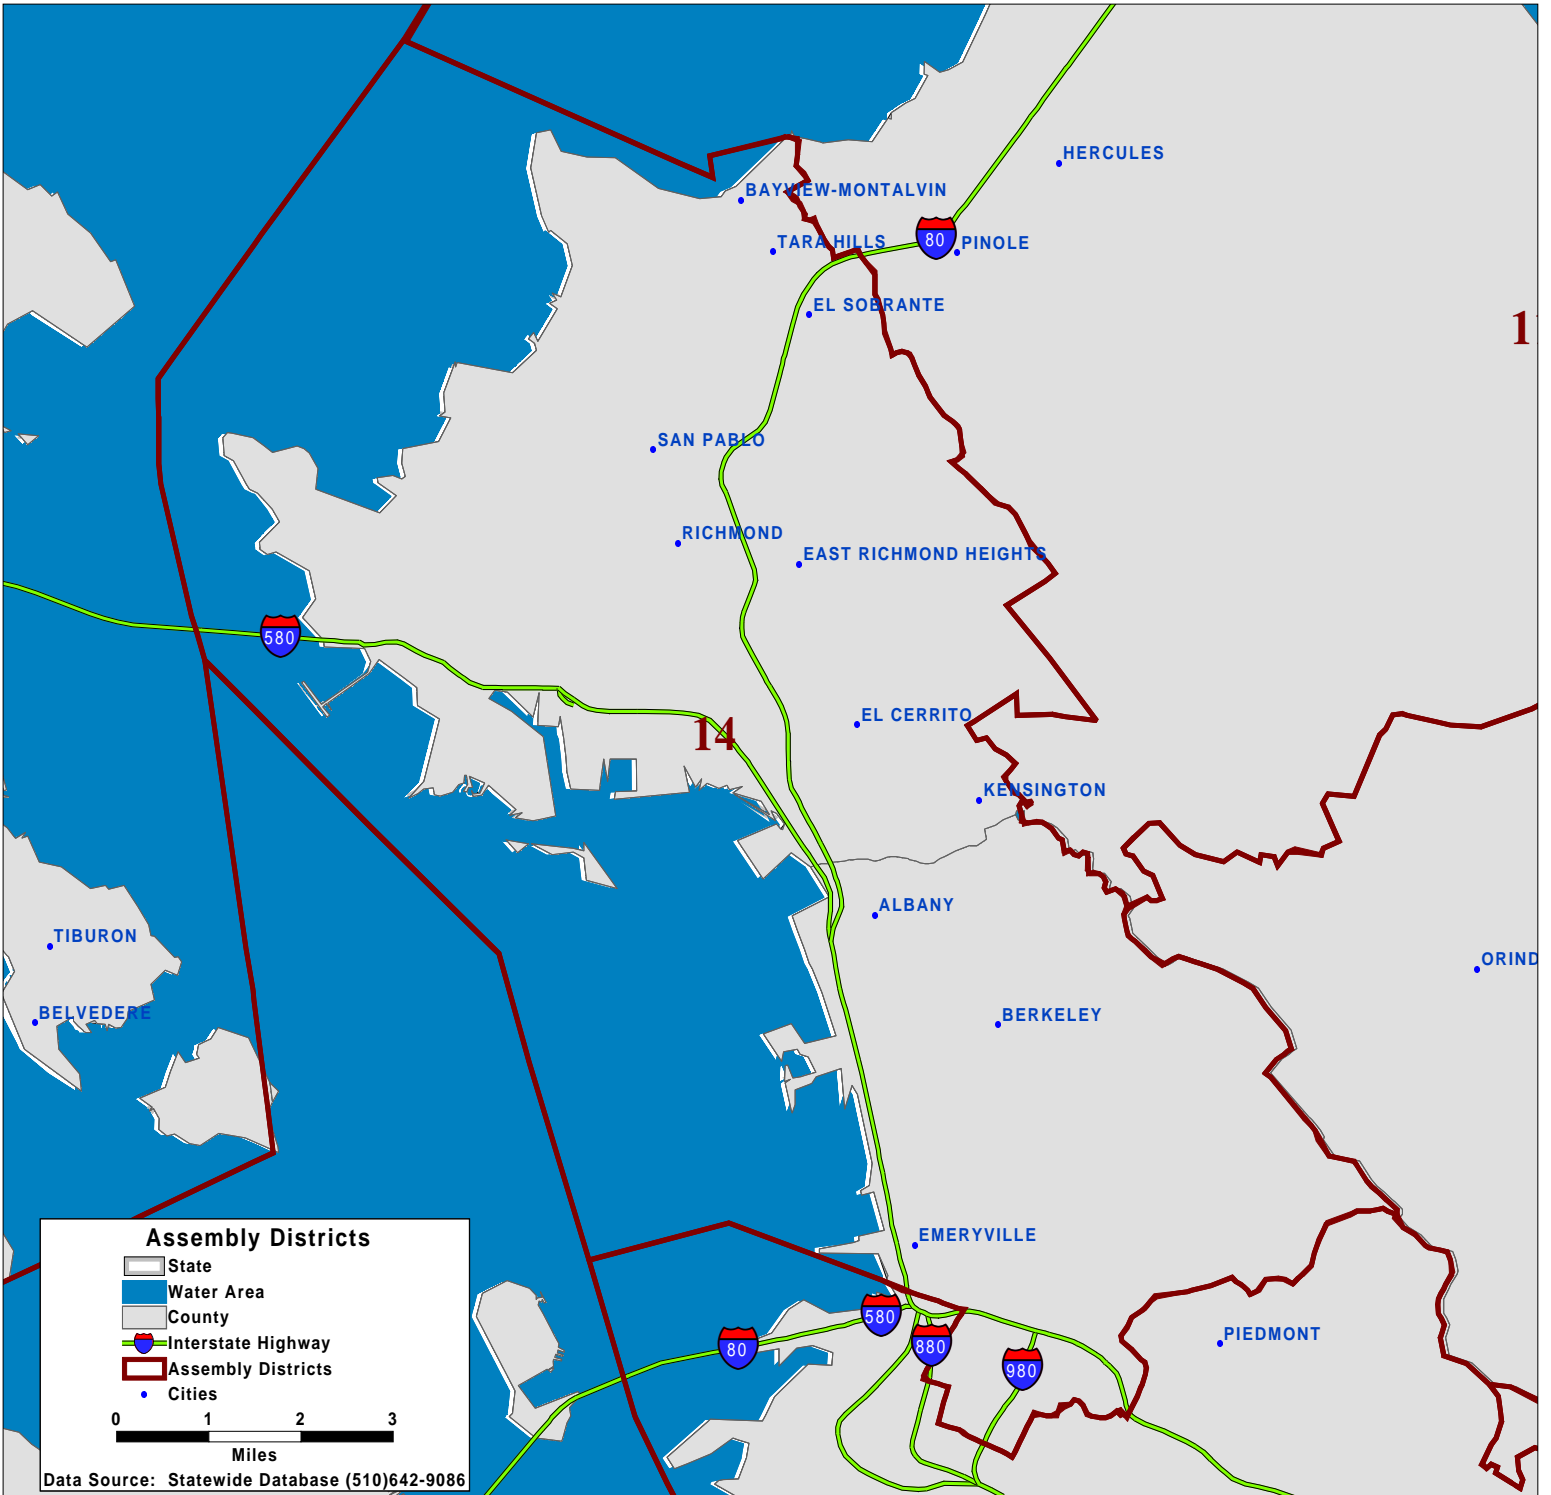 HERCULES
BAYVIEW-MONTALVIN
TARA HILLS
80
PINOLE
EL SOBRANTE
1
SAN PABLO
RICHMOND
EAST RICHMOND HEIGHTS
580
EL CERRITO
14
KENSINGTON
ALBANY
TIBURON
ORIND
BELVEDERE
BERKELEY
EMERYVILLE
580
80
880
980
PIEDMONT
Assembly Districts
State
Water Area
County
Interstate Highway
Assembly Districts
Cities
0 1 2 3
Miles
Data Source: Statewide Database (510)642-9086